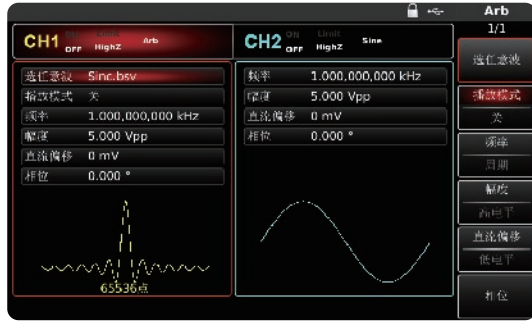 Arb
CH1 ON OFF Limit HighZ Arb
CH2 ON OFF Limit HighZ Sine
1/1
选任意波
选任意波 Sinc.bsv
播放模式 关
频率 1.000,000,000 kHz
幅度 5.000 Vpp
直流偏移 0 mV
相位 0.000 °
65536点
频率 1.000,000,000 kHz
幅度 5.000 Vpp
直流偏移 0 mV
相位 0.000 °
播放模式
关
频率
周期
幅度
高电平
直流偏移
低电平
相位